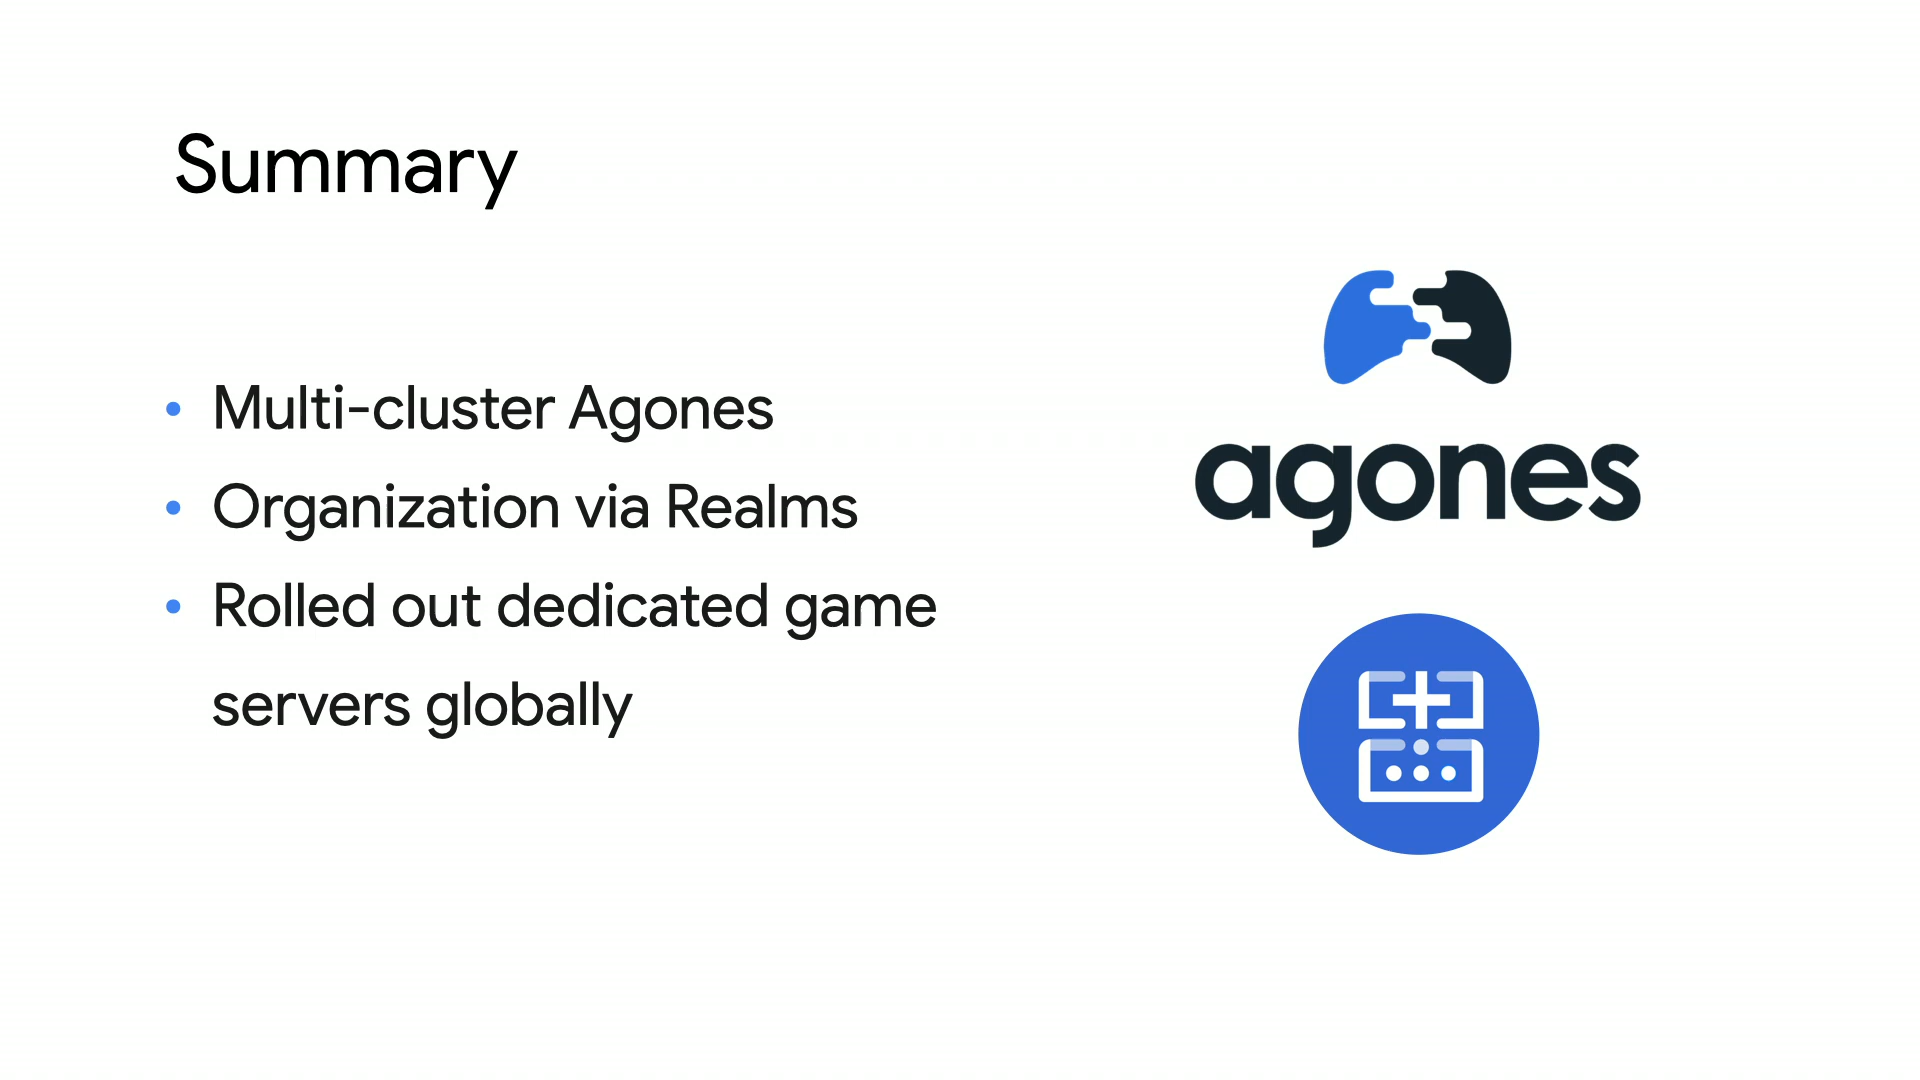 Summary
• Multi-cluster Agones
• Organization via Realms
• Rolled out dedicated game
servers globally
agones